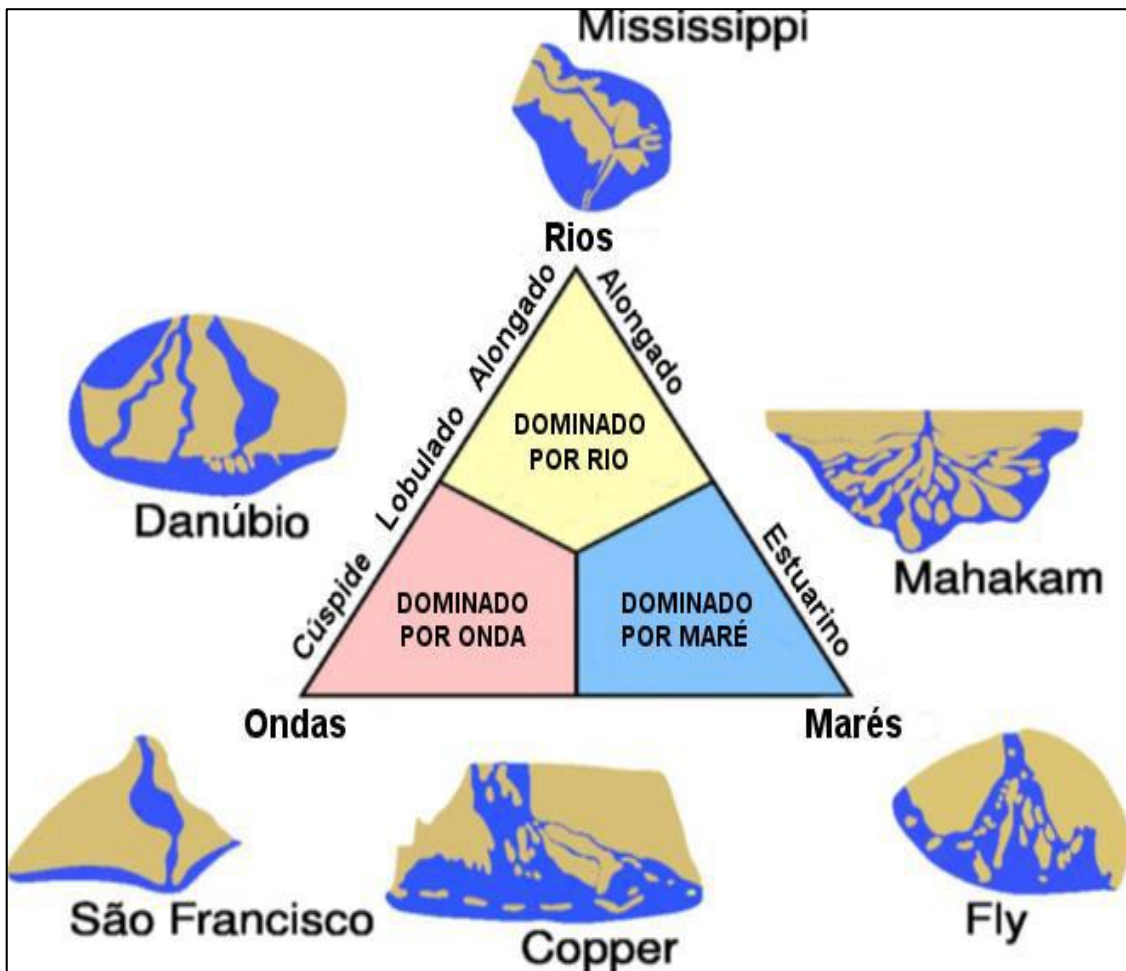 Mississippi
Rios
Alongado
Alongado
Lobulado
DOMINADO
POR RIO
Danúbio
Mahakam
Estuarino
Cúspide
DOMINADO
POR ONDA
DOMINADO
POR MARÉ
Ondas
Marés
São Francisco
Copper
Fly